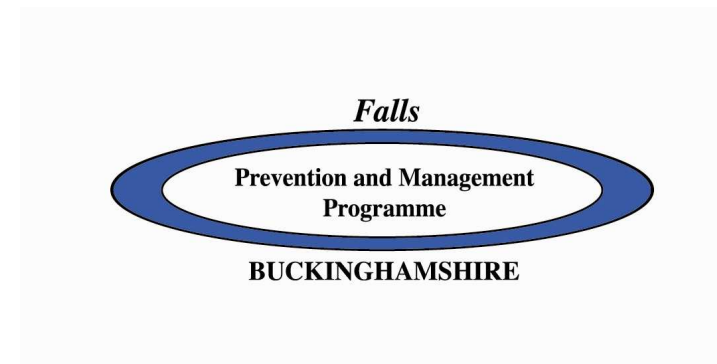 Falls
Prevention and Management
Programme
BUCKINGHAMSHIRE